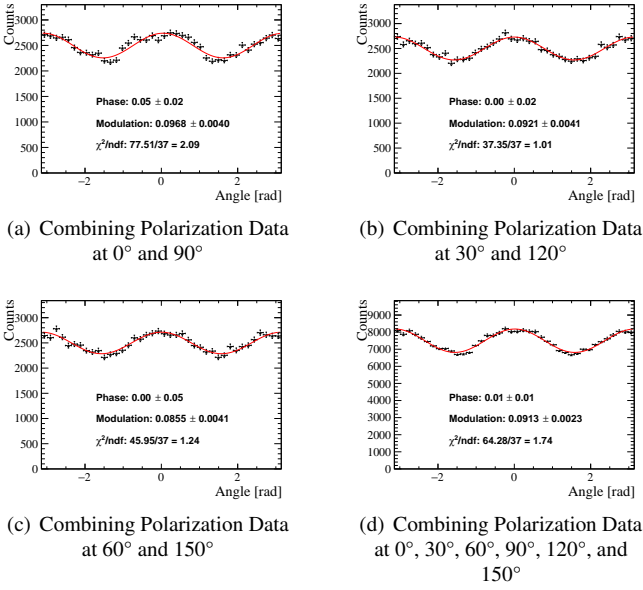 Counts
3000
2500
2000
1500
1000
500
0
Phase: 0.05 ± 0.02
Modulation: 0.0968 ± 0.0040
χ²/ndf: 77.51/37 = 2.09
−2 0 2
Angle [rad]
(a) Combining Polarization Data
at 0° and 90°
Counts
3000
2500
2000
1500
1000
500
0
Phase: 0.00 ± 0.02
Modulation: 0.0921 ± 0.0041
χ²/ndf: 37.35/37 = 1.01
−2 0 2
Angle [rad]
(b) Combining Polarization Data
at 30° and 120°
Counts
3000
2500
2000
1500
1000
500
0
Phase: 0.00 ± 0.05
Modulation: 0.0855 ± 0.0041
χ²/ndf: 45.95/37 = 1.24
−2 0 2
Angle [rad]
(c) Combining Polarization Data
at 60° and 150°
Counts
9000
8000
7000
6000
5000
4000
3000
2000
1000
0
Phase: 0.01 ± 0.01
Modulation: 0.0913 ± 0.0023
χ²/ndf: 64.28/37 = 1.74
−2 0 2
Angle [rad]
(d) Combining Polarization Data
at 0°, 30°, 60°, 90°, 120°, and
150°